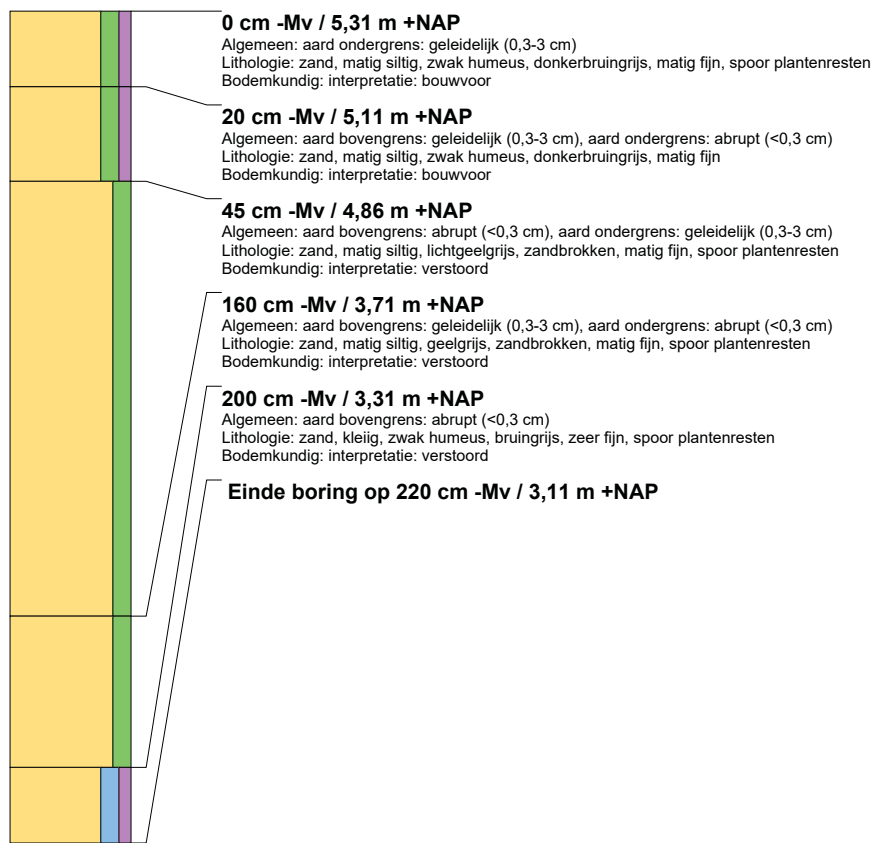 0 cm -Mv / 5,31 m +NAP
Algemeen: aard ondergrens: geleidelijk (0,3-3 cm)
Lithologie: zand, matig siltig, zwak humeus, donkerbruingrijs, matig fijn, spoor plantenresten
Bodemkundig: interpretatie: bouwvoor
20 cm -Mv / 5,11 m +NAP
Algemeen: aard bovengrens: geleidelijk (0,3-3 cm), aard ondergrens: abrupt (<0,3 cm)
Lithologie: zand, matig siltig, zwak humeus, donkerbruingrijs, matig fijn
Bodemkundig: interpretatie: bouwvoor
45 cm -Mv / 4,86 m +NAP
Algemeen: aard bovengrens: abrupt (<0,3 cm), aard ondergrens: geleidelijk (0,3-3 cm)
Lithologie: zand, matig siltig, lichtgeelgrijs, zandbrokken, matig fijn, spoor plantenresten
Bodemkundig: interpretatie: verstoord
160 cm -Mv / 3,71 m +NAP
Algemeen: aard bovengrens: geleidelijk (0,3-3 cm), aard ondergrens: abrupt (<0,3 cm)
Lithologie: zand, matig siltig, geelgrijs, zandbrokken, matig fijn, spoor plantenresten
Bodemkundig: interpretatie: verstoord
200 cm -Mv / 3,31 m +NAP
Algemeen: aard bovengrens: abrupt (<0,3 cm)
Lithologie: zand, kleiig, zwak humeus, bruingrijs, zeer fijn, spoor plantenresten
Bodemkundig: interpretatie: verstoord
Einde boring op 220 cm -Mv / 3,11 m +NAP